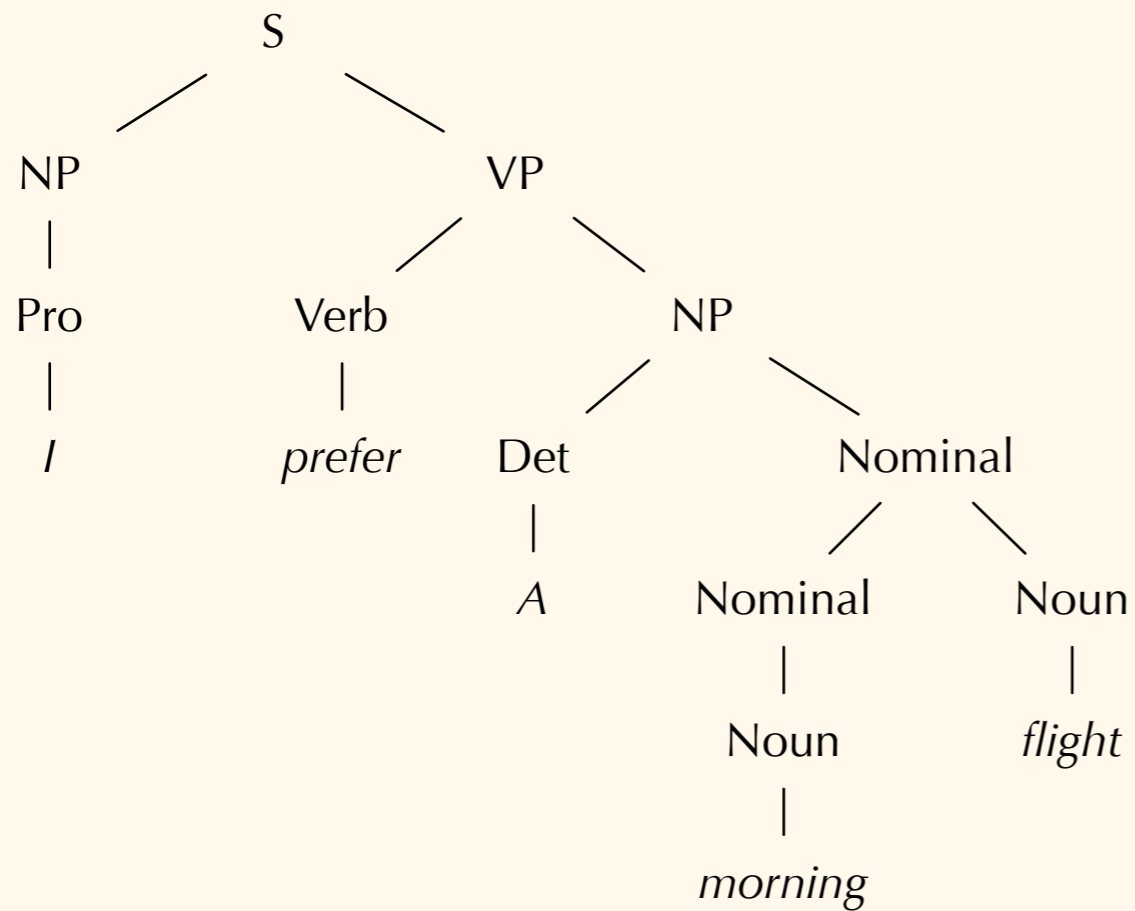 S
NP VP
Pro Verb NP
I prefer Det Nominal
A Nominal Noun
Noun flight
morning